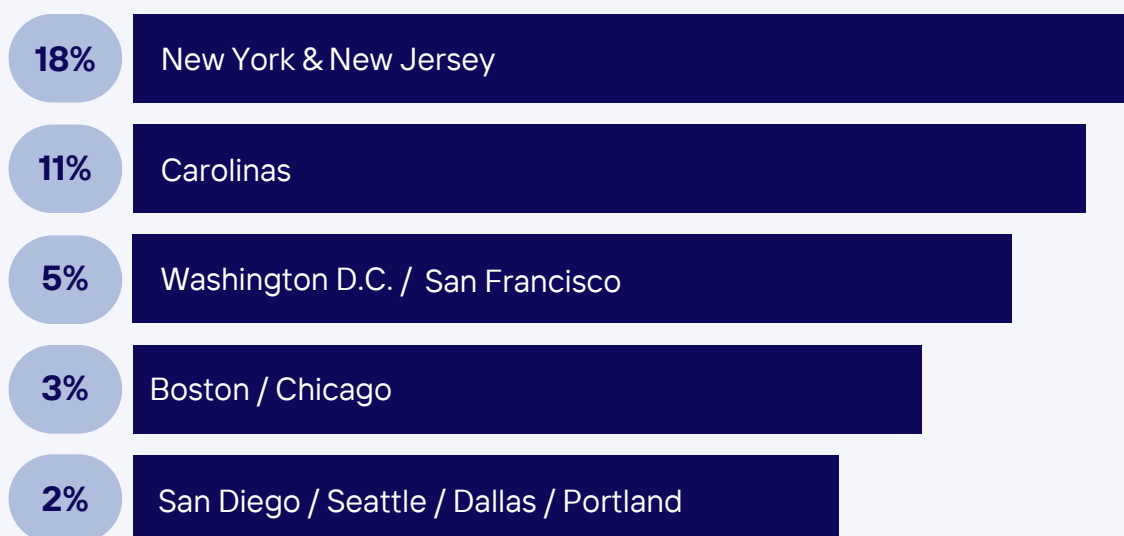 18% New York & New Jersey
11% Carolinas
5% Washington D.C. / San Francisco
3% Boston / Chicago
2% San Diego / Seattle / Dallas / Portland